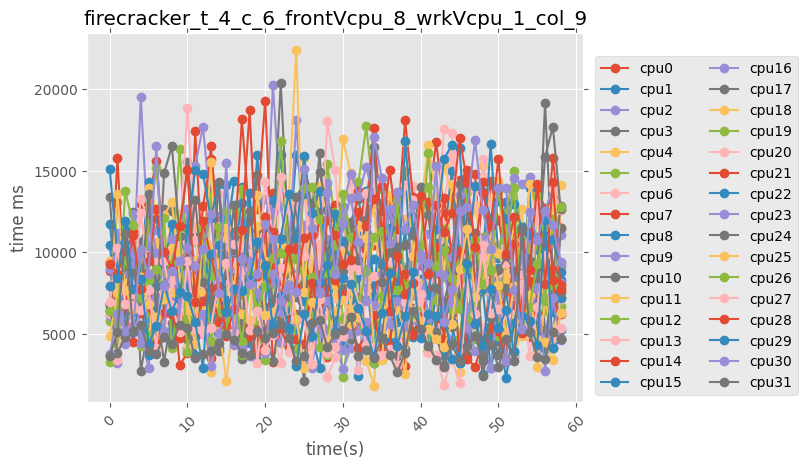 firecracker_t_4_c_6_frontVcpu_8_wrkVcpu_1_col_9
time ms
20000
15000
10000
5000
0
10
20
30
40
50
60
time(s)
cpu0
cpu1
cpu2
cpu3
cpu4
cpu5
cpu6
cpu7
cpu8
cpu9
cpu10
cpu11
cpu12
cpu13
cpu14
cpu15
cpu16
cpu17
cpu18
cpu19
cpu20
cpu21
cpu22
cpu23
cpu24
cpu25
cpu26
cpu27
cpu28
cpu29
cpu30
cpu31